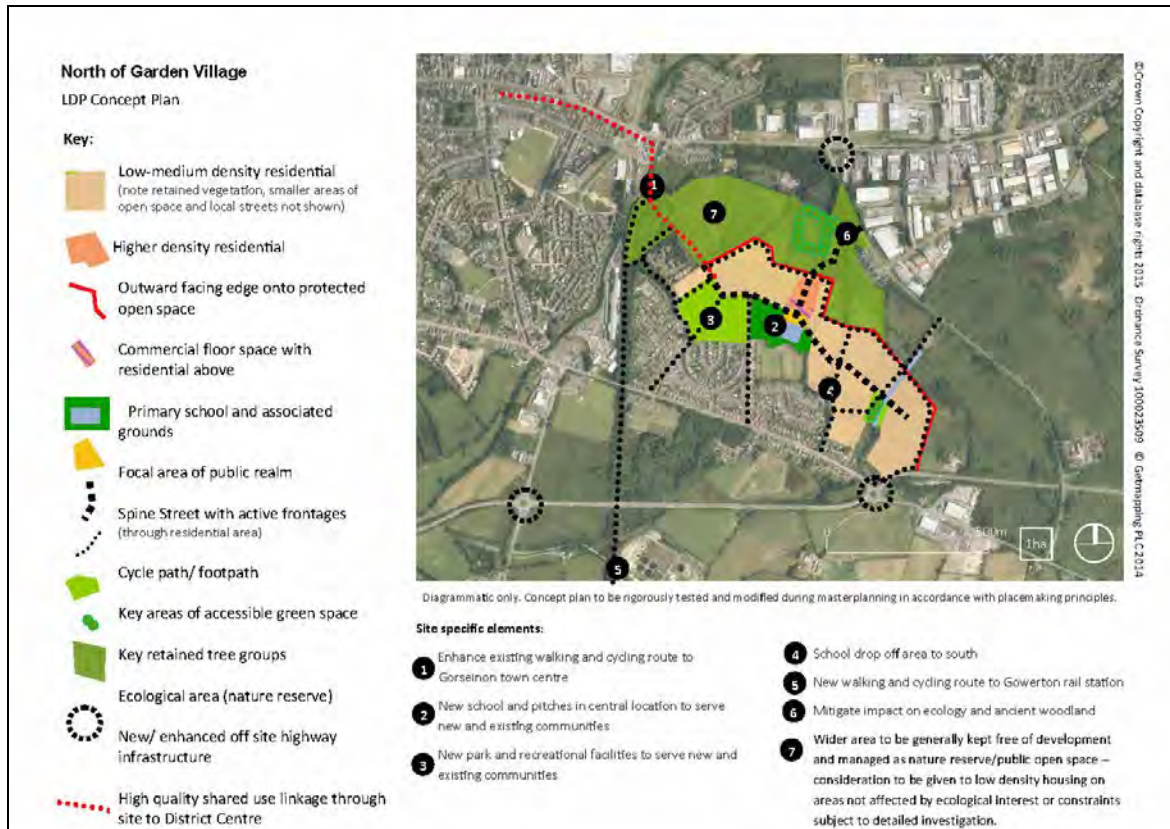 North of Garden Village
LDP Concept Plan
Key:
Low-medium density residential
(note retained vegetation, smaller areas of
open space and local streets not shown)
Higher density residential
Outward facing edge onto protected
open space
Commercial floor space with
residential above
Primary school and associated
grounds
Focal area of public realm
Spine Street with active frontages
(through residential area)
Cycle path/ footpath
Key areas of accessible green space
Key retained tree groups
Ecological area (nature reserve)
New/ enhanced off site highway
infrastructure
High quality shared use linkage through
site to District Centre
1
7
6
3
2
4
5
0
500m
1ha
©Crown Copyright and database rights 2015 Ordnance Survey 100023509 © Getmapping PLC 2014
Diagrammatic only. Concept plan to be rigorously tested and modified during masterplanning in accordance with placemaking principles.
Site specific elements:
1 Enhance existing walking and cycling route to
Gorseinon town centre
2 New school and pitches in central location to serve
new and existing communities
3 New park and recreational facilities to serve new and
existing communities
4 School drop off area to south
5 New walking and cycling route to Gowerton rail station
6 Mitigate impact on ecology and ancient woodland
7 Wider area to be generally kept free of development
and managed as nature reserve/public open space –
consideration to be given to low density housing on
areas not affected by ecological interest or constraints
subject to detailed investigation.